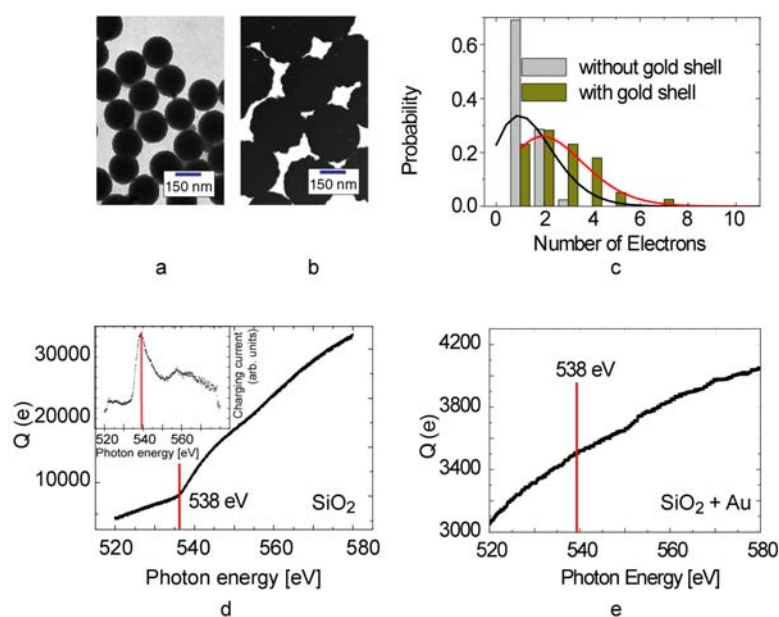 150 nm
a
150 nm
b
Probability
0.6
0.4
0.2
0.0
without gold shell
with gold shell
0 2 4 6 8 10
Number of Electrons
c
Q (e)
30000
20000
10000
Charging current
(arb. units)
520 540 560
Photon energy [eV]
538 eV
SiO2
520 540 560 580
Photon energy [eV]
d
Q (e)
4200
3800
3400
3000
538 eV
SiO2 + Au
520 540 560 580
Photon Energy [eV]
e